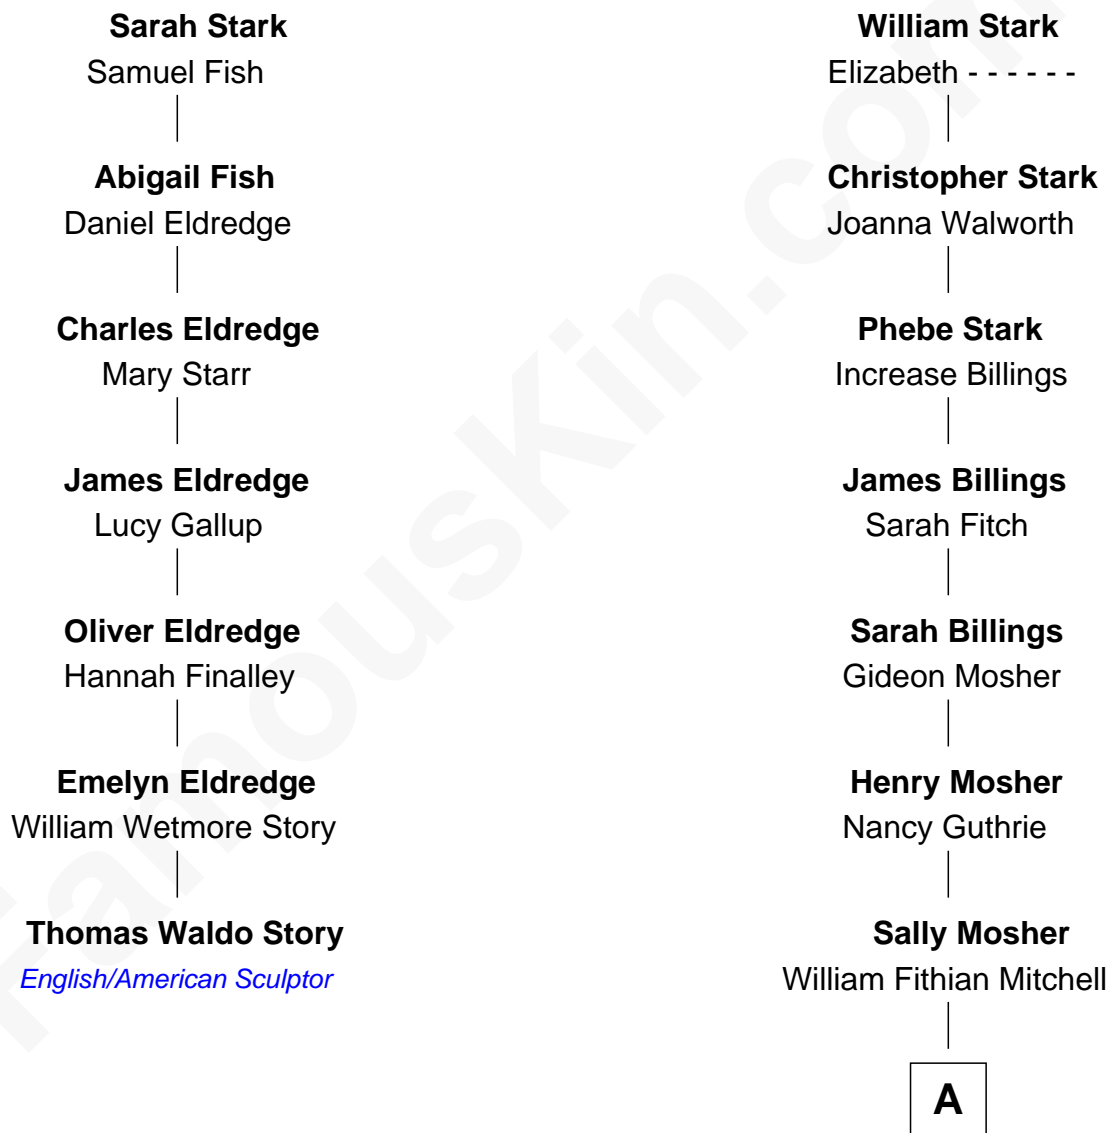 Sarah Stark
Samuel Fish
Abigail Fish
Daniel Eldredge
Charles Eldredge
Mary Starr
James Eldredge
Lucy Gallup
Oliver Eldredge
Hannah Finalley
Emelyn Eldredge
William Wetmore Story
Thomas Waldo Story
English/American Sculptor
William Stark
Elizabeth - - - - - -
Christopher Stark
Joanna Walworth
Phebe Stark
Increase Billings
James Billings
Sarah Fitch
Sarah Billings
Gideon Mosher
Henry Mosher
Nancy Guthrie
Sally Mosher
William Fithian Mitchell
A
FamousKin.com